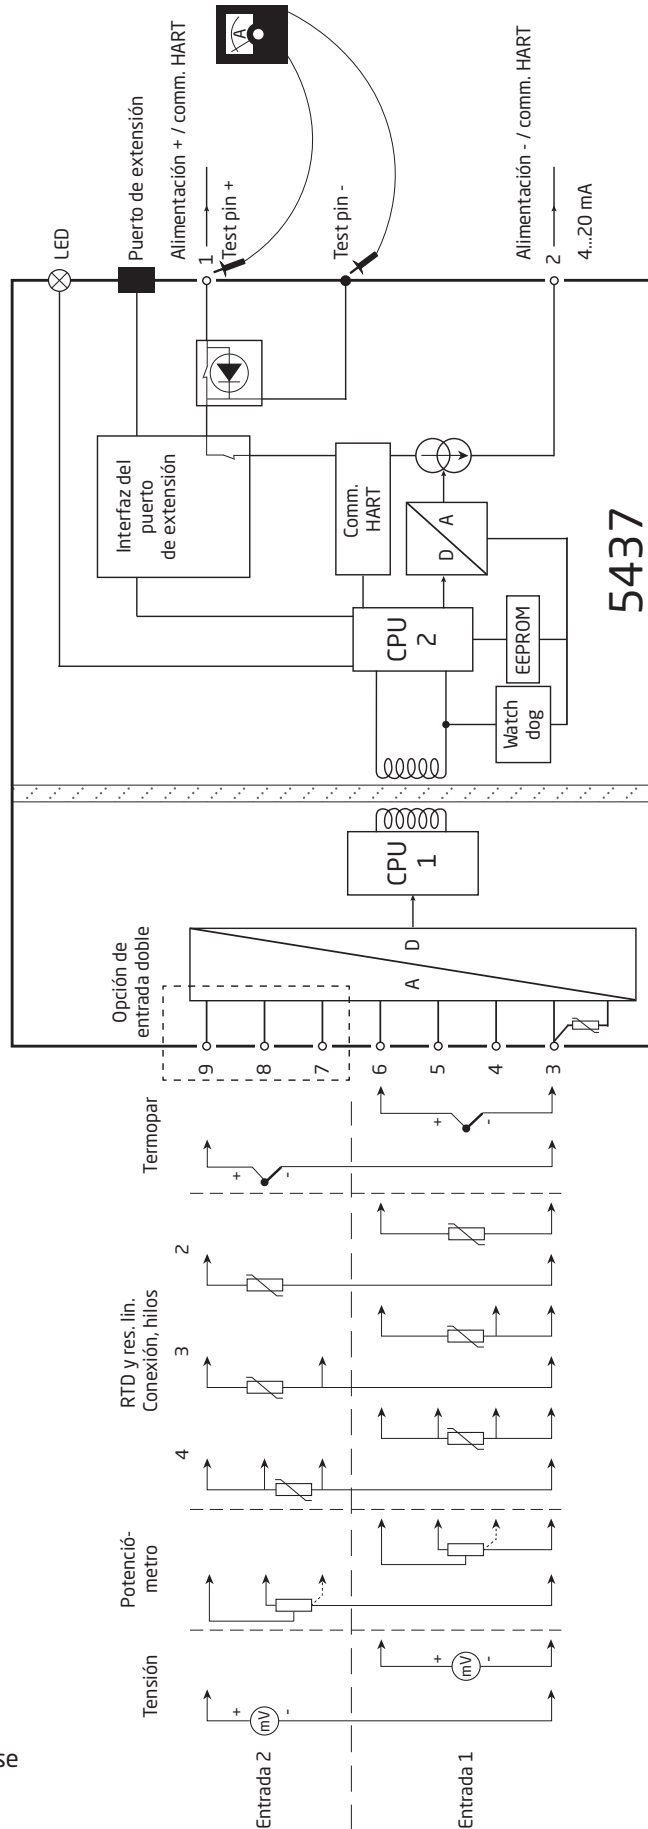 se
Entrada 2
Entrada 1
Tensión
mV
+
-
mV
+
-
Potenció-
metro
RTD y res. lin.
Conexión, hilos
4
3
2
Termopar
+
-
+
-
Opción de
entrada doble
9
8
7
6
5
4
3
A
D
CPU
1
CPU
2
Watch
dog
EEPROM
D
A
Comm.
HART
Interfaz del
puerto
de extensión
LED
Puerto de extensión
Alimentación + / comm. HART
1
Test pin +
Test pin -
A
Alimentación - / comm. HART
2
4...20 mA
5437